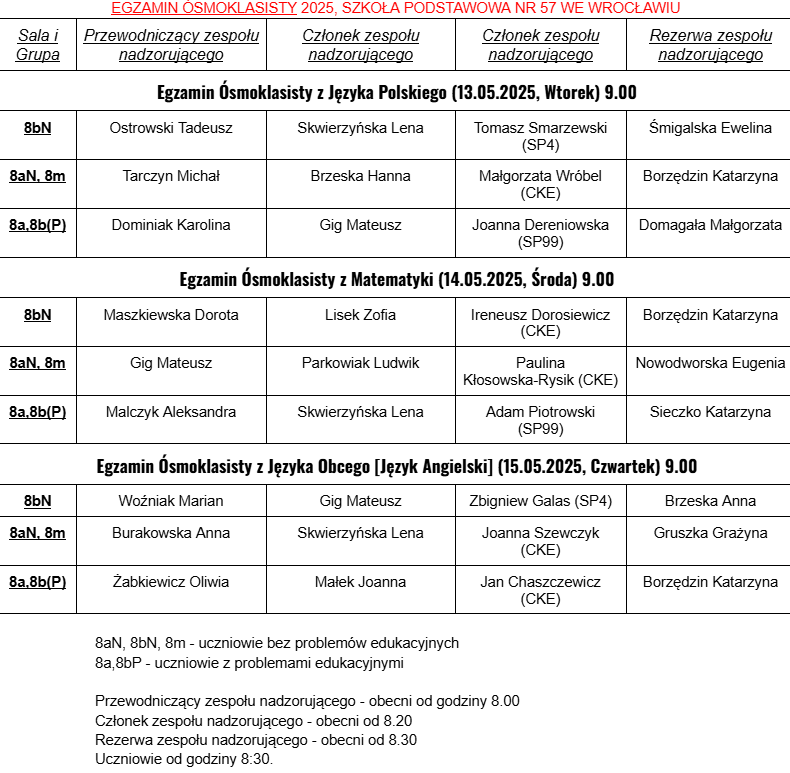 EGZAMIN ÓSMOKLASISTY 2025, SZKOŁA PODSTAWOWA NR 57 WE WROCŁAWIU
Sala i Grupa | Przewodniczący zespołu nadzorującego | Członek zespołu nadzorującego | Członek zespołu nadzorującego | Rezerwa zespołu nadzorującego
Egzamin Ósmoklasisty z Języka Polskiego (13.05.2025, Wtorek) 9.00
8bN | Ostrowski Tadeusz | Skwierzyńska Lena | Tomasz Smarzewski (SP4) | Śmigalska Ewelina
8aN, 8m | Tarczyn Michał | Brzeska Hanna | Małgorzata Wróbel (CKE) | Borzędzin Katarzyna
8a,8b(P) | Dominiak Karolina | Gig Mateusz | Joanna Dereniowska (SP99) | Domagała Małgorzata
Egzamin Ósmoklasisty z Matematyki (14.05.2025, Środa) 9.00
8bN | Maszkiewska Dorota | Lisek Zofia | Ireneusz Dorosiewicz (CKE) | Borzędzin Katarzyna
8aN, 8m | Gig Mateusz | Parkowiak Ludwik | Paulina Kłosowska-Rysik (CKE) | Nowodworska Eugenia
8a,8b(P) | Malczyk Aleksandra | Skwierzyńska Lena | Adam Piotrowski (SP99) | Sieczko Katarzyna
Egzamin Ósmoklasisty z Języka Obcego [Język Angielski] (15.05.2025, Czwartek) 9.00
8bN | Woźniak Marian | Gig Mateusz | Zbigniew Galas (SP4) | Brzeska Anna
8aN, 8m | Burakowska Anna | Skwierzyńska Lena | Joanna Szewczyk (CKE) | Gruszka Grażyna
8a,8b(P) | Żabkiewicz Oliwia | Małek Joanna | Jan Chaszczewicz (CKE) | Borzędzin Katarzyna
8aN, 8bN, 8m - uczniowie bez problemów edukacyjnych
8a,8bP - uczniowie z problemami edukacyjnymi
Przewodniczący zespołu nadzorującego - obecni od godziny 8.00
Członek zespołu nadzorującego - obecni od 8.20
Rezerwa zespołu nadzorującego - obecni od 8.30
Uczniowie od godziny 8:30.